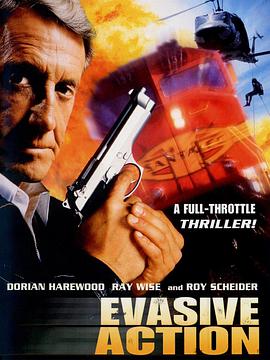 A FULL-THROTTLE
THRILLER!
DORIAN HAREWOOD RAY WISE and ROY SCHEIDER
EVASIVE
ACTION